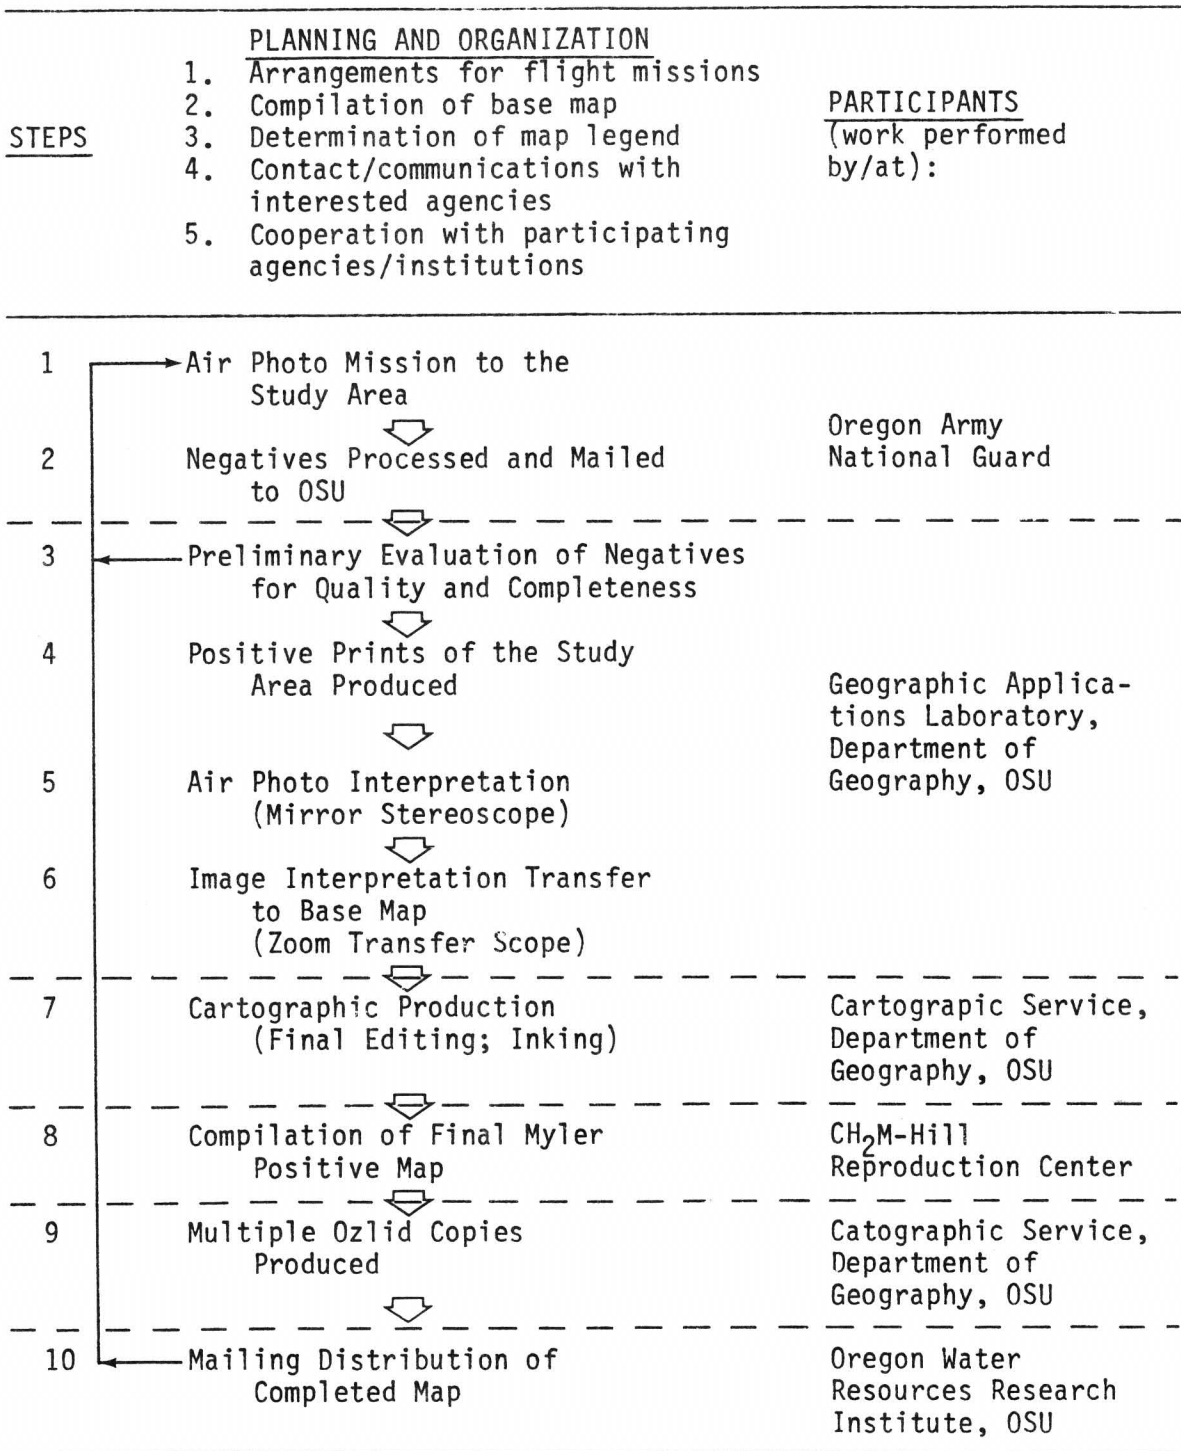 PLANNING AND ORGANIZATION
1. Arrangements for flight missions
2. Compilation of base map
3. Determination of map legend
4. Contact/communications with
interested agencies
5. Cooperation with participating
agencies/institutions
STEPS
PARTICIPANTS
(work performed
by/at):
1 Air Photo Mission to the
Study Area
2 Negatives Processed and Mailed
to OSU
Oregon Army
National Guard
3 Preliminary Evaluation of Negatives
for Quality and Completeness
4 Positive Prints of the Study
Area Produced
5 Air Photo Interpretation
(Mirror Stereoscope)
6 Image Interpretation Transfer
to Base Map
(Zoom Transfer Scope)
Geographic Applica-
tions Laboratory,
Department of
Geography, OSU
7 Cartographic Production
(Final Editing; Inking)
Cartograpic Service,
Department of
Geography, OSU
8 Compilation of Final Myler
Positive Map
CH2M-Hill
Reproduction Center
9 Multiple Ozlid Copies
Produced
Catographic Service,
Department of
Geography, OSU
10 Mailing Distribution of
Completed Map
Oregon Water
Resources Research
Institute, OSU